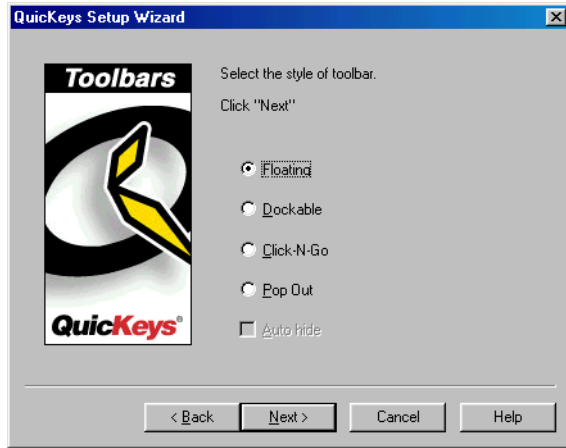 QuicKeys Setup Wizard
Toolbars
Select the style of toolbar.
Click "Next"
Floating
Dockable
Click-N-Go
Pop Out
Auto hide
QuicKeys®
< Back
Next >
Cancel
Help